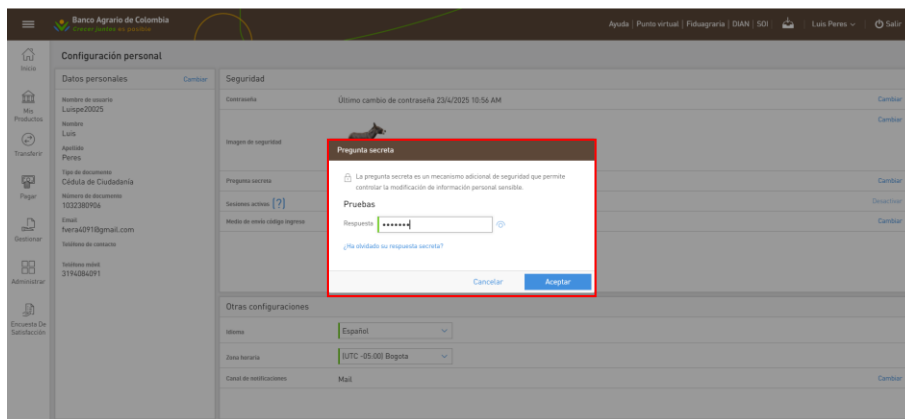 Banco Agrario de Colombia
Crecer juntos es posible
Ayuda | Punto virtual | Fiduagraria | DIAN | SOI | Luis Peres | Salir
Inicio
Mis Productos
Transferir
Pagar
Gestionar
Administrar
Encuesta De Satisfacción
Configuración personal
Datos personales Cambiar
Nombre de usuario
Luispe20025
Nombre
Luis
Apellido
Peres
Tipo de documento
Cédula de Ciudadanía
Número de documento
1032380906
Email
fvera4091@gmail.com
Teléfono de contacto
Teléfono móvil
3194084091
Seguridad
Contraseña Último cambio de contraseña 23/4/2025 10:56 AM Cambiar
Imagen de seguridad Cambiar
Pregunta secreta Cambiar
Sesiones activas [?] Desactivar
Medio de envío código ingreso Cambiar
Pregunta secreta
La pregunta secreta es un mecanismo adicional de seguridad que permite
controlar la modificación de información personal sensible.
Pruebas
Respuesta •••••••
¿Ha olvidado su respuesta secreta?
Cancelar Aceptar
Otras configuraciones
Idioma Español
Zona horaria (UTC -05:00) Bogota
Canal de notificaciones Mail Cambiar